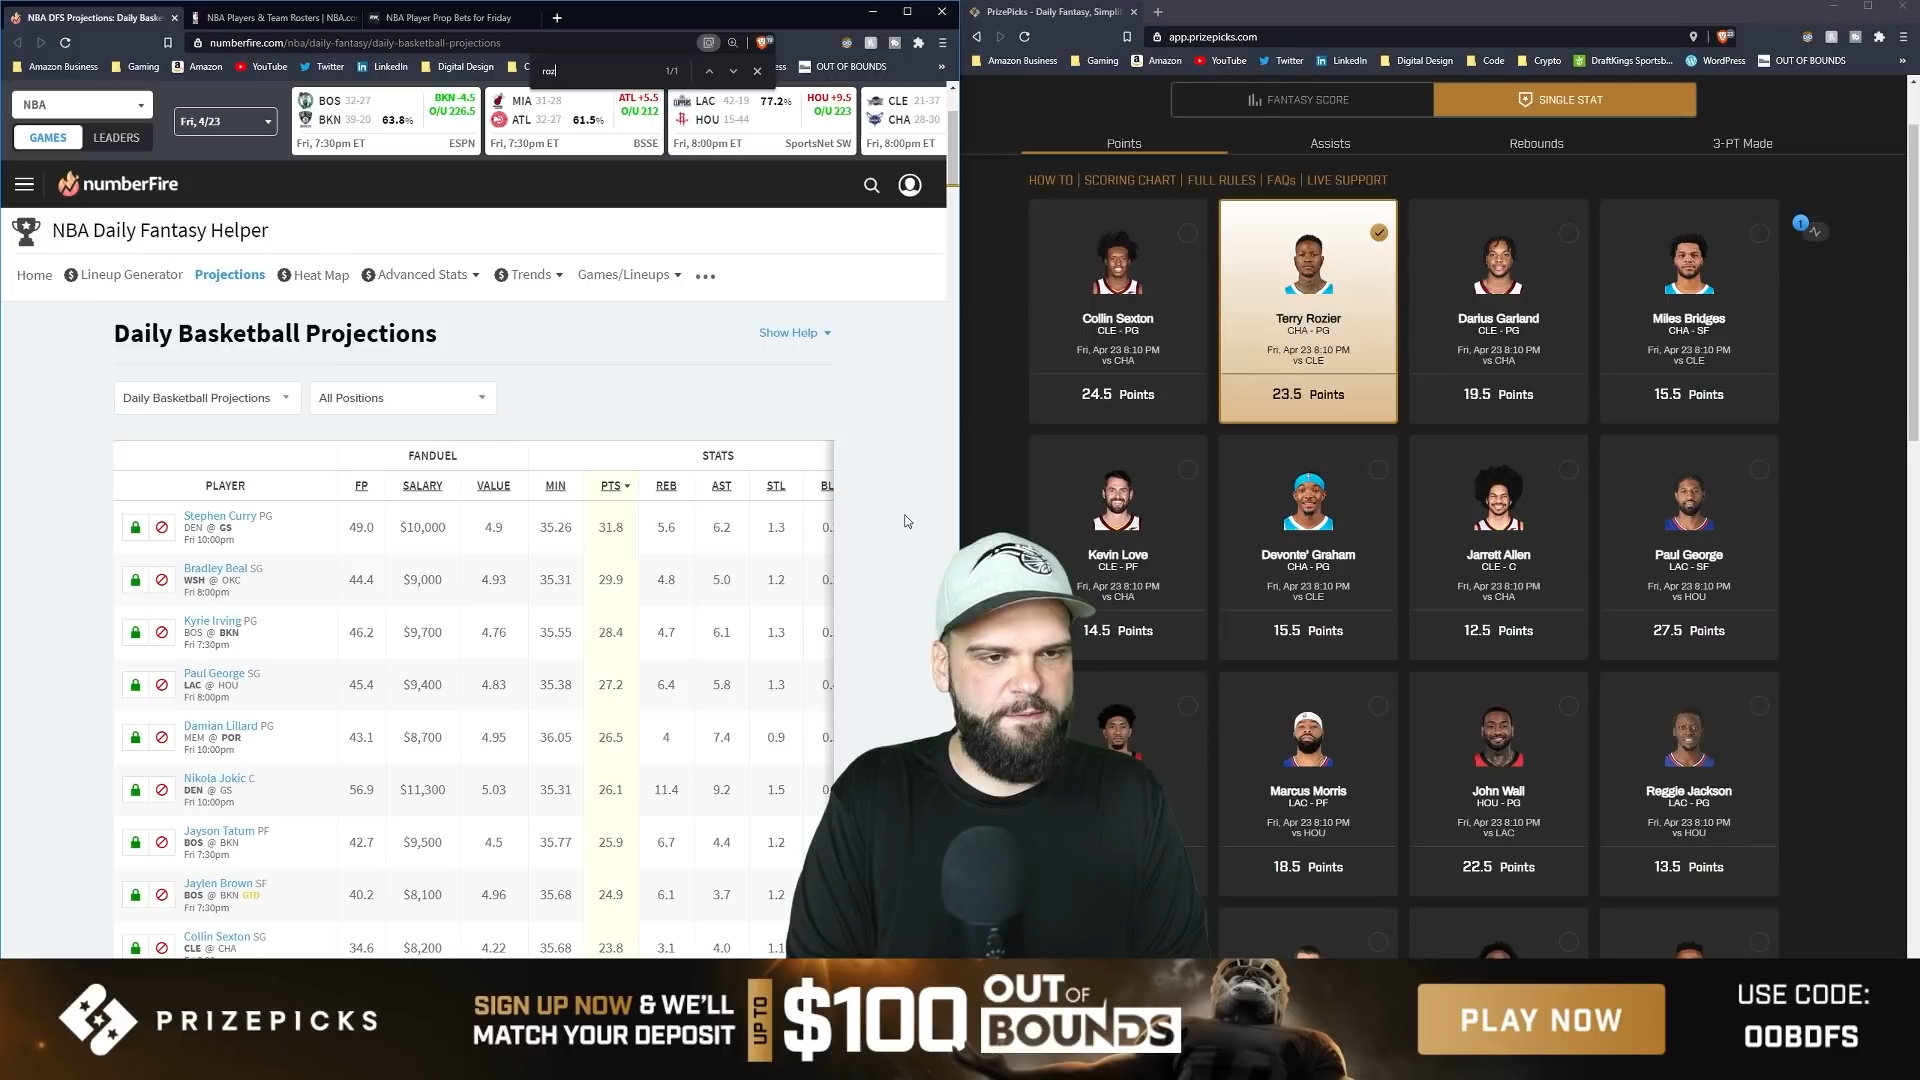 NBA DFS Projections: Daily Baske
NBA Players & Team Rosters | NBA.co
NBA Player Prop Bets for Friday
numberfire.com/nba/daily-fantasy/daily-basketball-projections
Amazon Business
Gaming
Amazon
YouTube
Twitter
LinkedIn
Digital Design
OUT OF BOUNDS
»
roz
1/1
NBA
GAMES
LEADERS
Fri, 4/23
BOS 32-27 BKN -4.5
BKN 39-20 63.8% O/U 226.5
Fri, 7:30pm ET ESPN
MIA 31-28 ATL +5.5
ATL 32-27 61.5% O/U 212
Fri, 7:30pm ET BSSE
LAC 42-19 77.2% HOU +9.5
HOU 15-44 O/U 223
Fri, 8:00pm ET SportsNet SW
CLE 21-37
CHA 28-30
Fri, 8:00pm ET
numberFire
NBA Daily Fantasy Helper
Home Lineup Generator Projections Heat Map Advanced Stats Trends Games/Lineups
Daily Basketball Projections
Show Help
Daily Basketball Projections
All Positions
FANDUEL STATS
PLAYER FP SALARY VALUE MIN PTS REB AST STL BL
Stephen Curry PG
DEN @ GS 49.0 $10,000 4.9 35.26 31.8 5.6 6.2 1.3 0.
Fri 10:00pm
Bradley Beal SG
WSH @ OKC 44.4 $9,000 4.93 35.31 29.9 4.8 5.0 1.2 0.
Fri 8:00pm
Kyrie Irving PG
BOS @ BKN 46.2 $9,700 4.76 35.55 28.4 4.7 6.1 1.3 0.
Fri 7:30pm
Paul George SG
LAC @ HOU 45.4 $9,400 4.83 35.38 27.2 6.4 5.8 1.3 0.
Fri 8:00pm
Damian Lillard PG
MEM @ POR 43.1 $8,700 4.95 36.05 26.5 4 7.4 0.9 0.
Fri 10:00pm
Nikola Jokic C
DEN @ GS 56.9 $11,300 5.03 35.31 26.1 11.4 9.2 1.5 0
Fri 10:00pm
Jayson Tatum PF
BOS @ BKN 42.7 $9,500 4.5 35.77 25.9 6.7 4.4 1.2
Fri 7:30pm
Jaylen Brown SF
BOS @ BKN GTD 40.2 $8,100 4.96 35.68 24.9 6.1 3.7 1.2
Fri 7:30pm
Collin Sexton SG
CLE @ CHA 34.6 $8,200 4.22 35.68 23.8 3.1 4.0 1.1
PrizePicks - Daily Fantasy, Simplif
app.prizepicks.com
Amazon Business
Gaming
Amazon
YouTube
Twitter
LinkedIn
Digital Design
Code
Crypto
DraftKings Sportsb...
WordPress
OUT OF BOUNDS
»
FANTASY SCORE
SINGLE STAT
Points Assists Rebounds 3-PT Made
HOW TO | SCORING CHART | FULL RULES | FAQs | LIVE SUPPORT
1
Collin Sexton
CLE - PG
Fri, Apr 23 8:10 PM
vs CHA
24.5 Points
Terry Rozier
CHA - PG
Fri, Apr 23 8:10 PM
vs CLE
23.5 Points
Darius Garland
CLE - PG
Fri, Apr 23 8:10 PM
vs CHA
19.5 Points
Miles Bridges
CHA - SF
Fri, Apr 23 8:10 PM
vs CLE
15.5 Points
Kevin Love
CLE - PF
Fri, Apr 23 8:10 PM
vs CHA
14.5 Points
Devonte' Graham
CHA - PG
Fri, Apr 23 8:10 PM
vs CLE
15.5 Points
Jarrett Allen
CLE - C
Fri, Apr 23 8:10 PM
vs CHA
12.5 Points
Paul George
LAC - SF
Fri, Apr 23 8:10 PM
vs HOU
27.5 Points
Marcus Morris
LAC - PF
Fri, Apr 23 8:10 PM
vs HOU
18.5 Points
John Wall
HOU - PG
Fri, Apr 23 8:10 PM
vs LAC
22.5 Points
Reggie Jackson
LAC - PG
Fri, Apr 23 8:10 PM
vs HOU
13.5 Points
PRIZEPICKS
SIGN UP NOW & WE'LL
MATCH YOUR DEPOSIT
UP TO
$100
OUT OF
BOUNDS
PLAY NOW
USE CODE:
OOBDFS